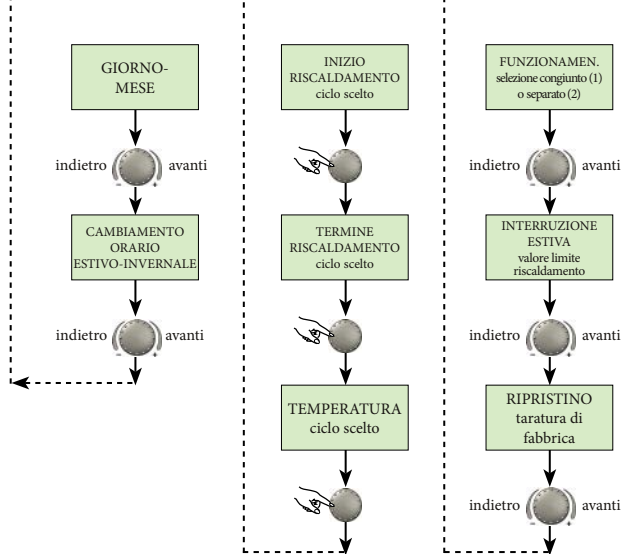 GIORNO-
MESE
indietro avanti
- +
CAMBIAMENTO
ORARIO
ESTIVO-INVERNALE
indietro avanti
- +
INIZIO
RISCALDAMENTO
ciclo scelto
TERMINE
RISCALDAMENTO
ciclo scelto
TEMPERATURA
ciclo scelto
FUNZIONAMEN.
selezione congiunto (1)
o separato (2)
indietro avanti
- +
INTERRUZIONE
ESTIVA
valore limite
riscaldamento
indietro avanti
- +
RIPRISTINO
taratura di
fabbrica
indietro avanti
- +